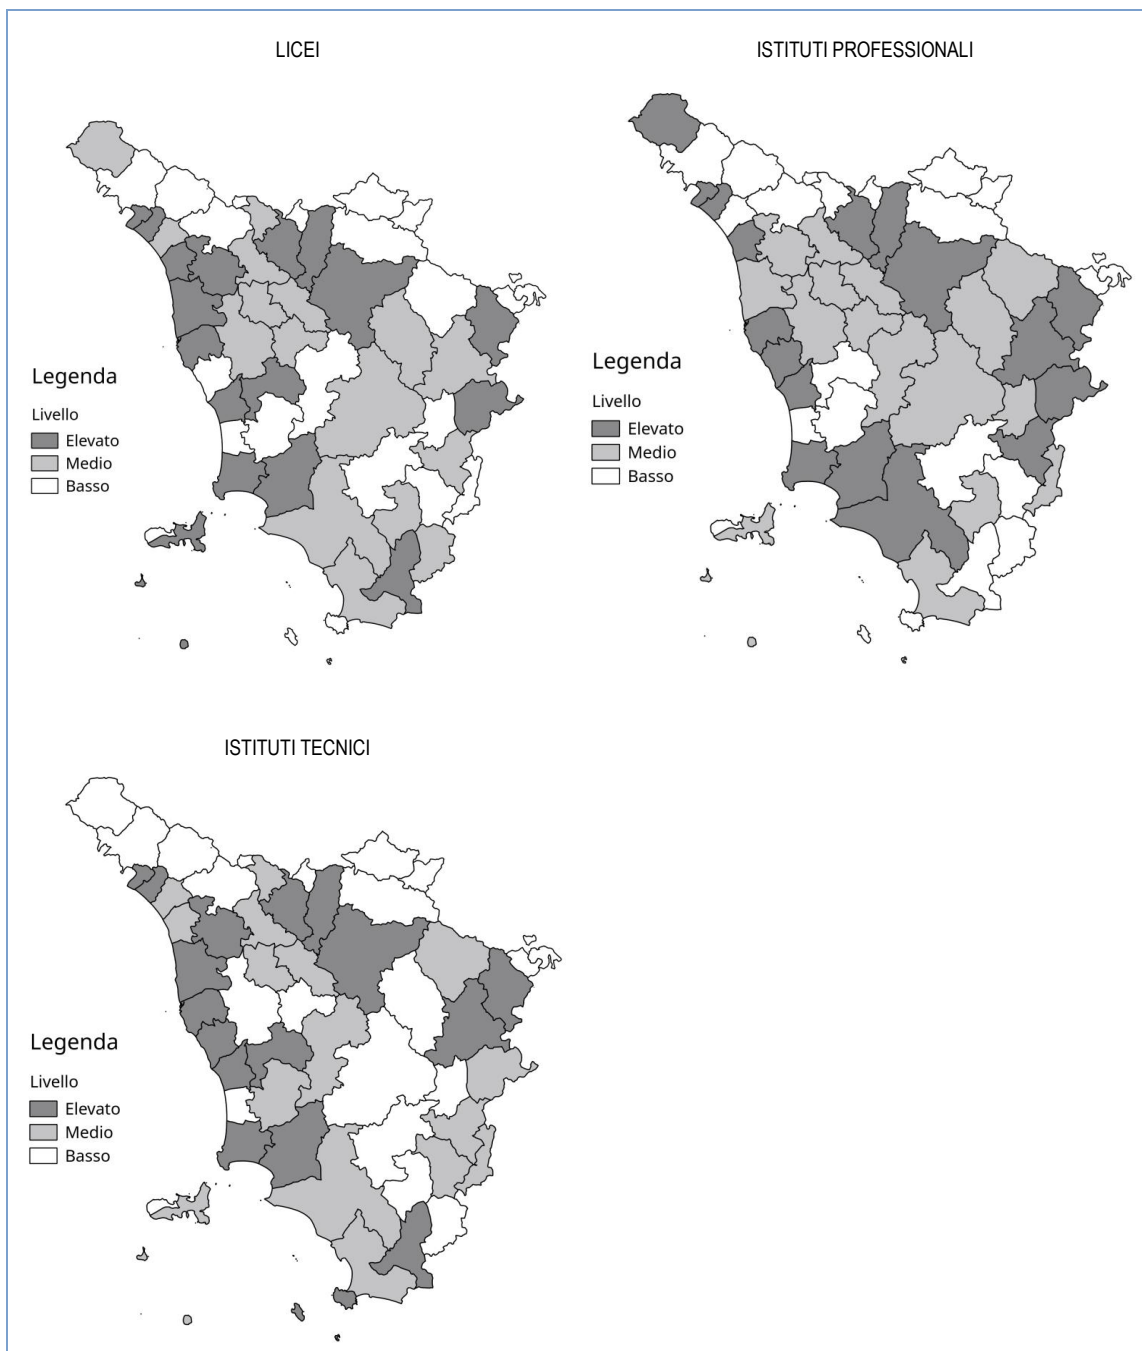 LICEI
ISTITUTI PROFESSIONALI
Legenda
Livello
Elevato
Medio
Basso
Legenda
Livello
Elevato
Medio
Basso
ISTITUTI TECNICI
Legenda
Livello
Elevato
Medio
Basso